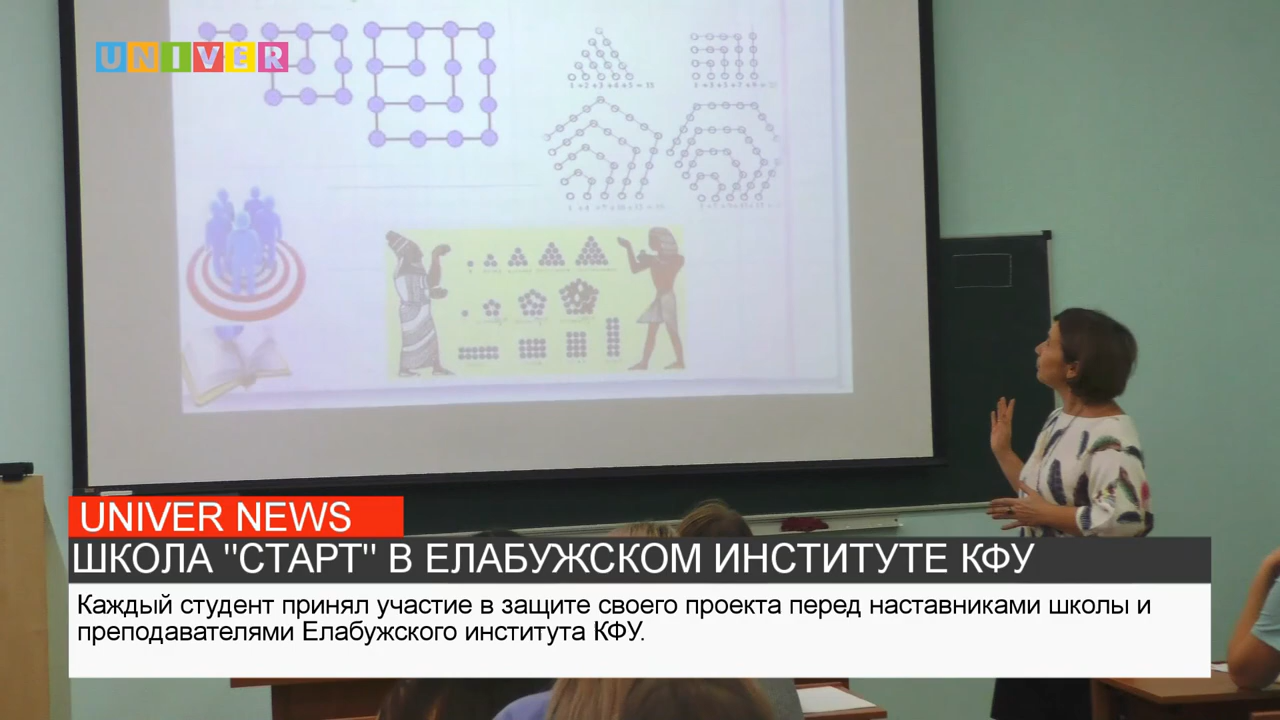 UNIVER
UNIVER NEWS
ШКОЛА "СТАРТ" В ЕЛАБУЖСКОМ ИНСТИТУТЕ КФУ
Каждый студент принял участие в защите своего проекта перед наставниками школы и
преподавателями Елабужского института КФУ.